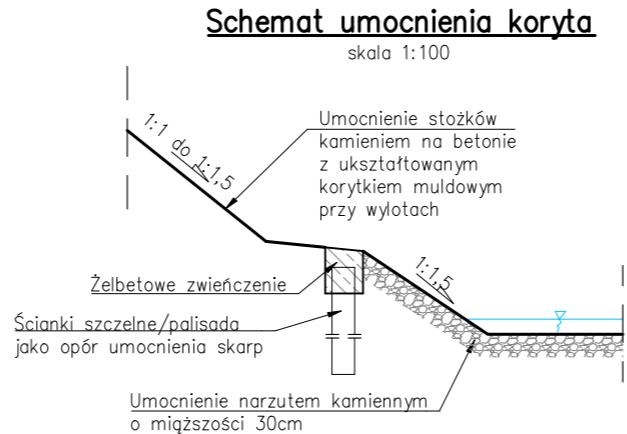 Schemat umocnienia koryta
skala 1:100
1:1 do 1:1,5
Umocnienie stożków
kamieniem na betonie
z ukształtowanym
korytkiem muldowym
przy wylotach
1:1,5
Żelbetowe zwieńczenie
Ścianki szczelne/palisada
jako opór umocnienia skarp
Umocnienie narzutem kamiennym
o miąższości 30cm